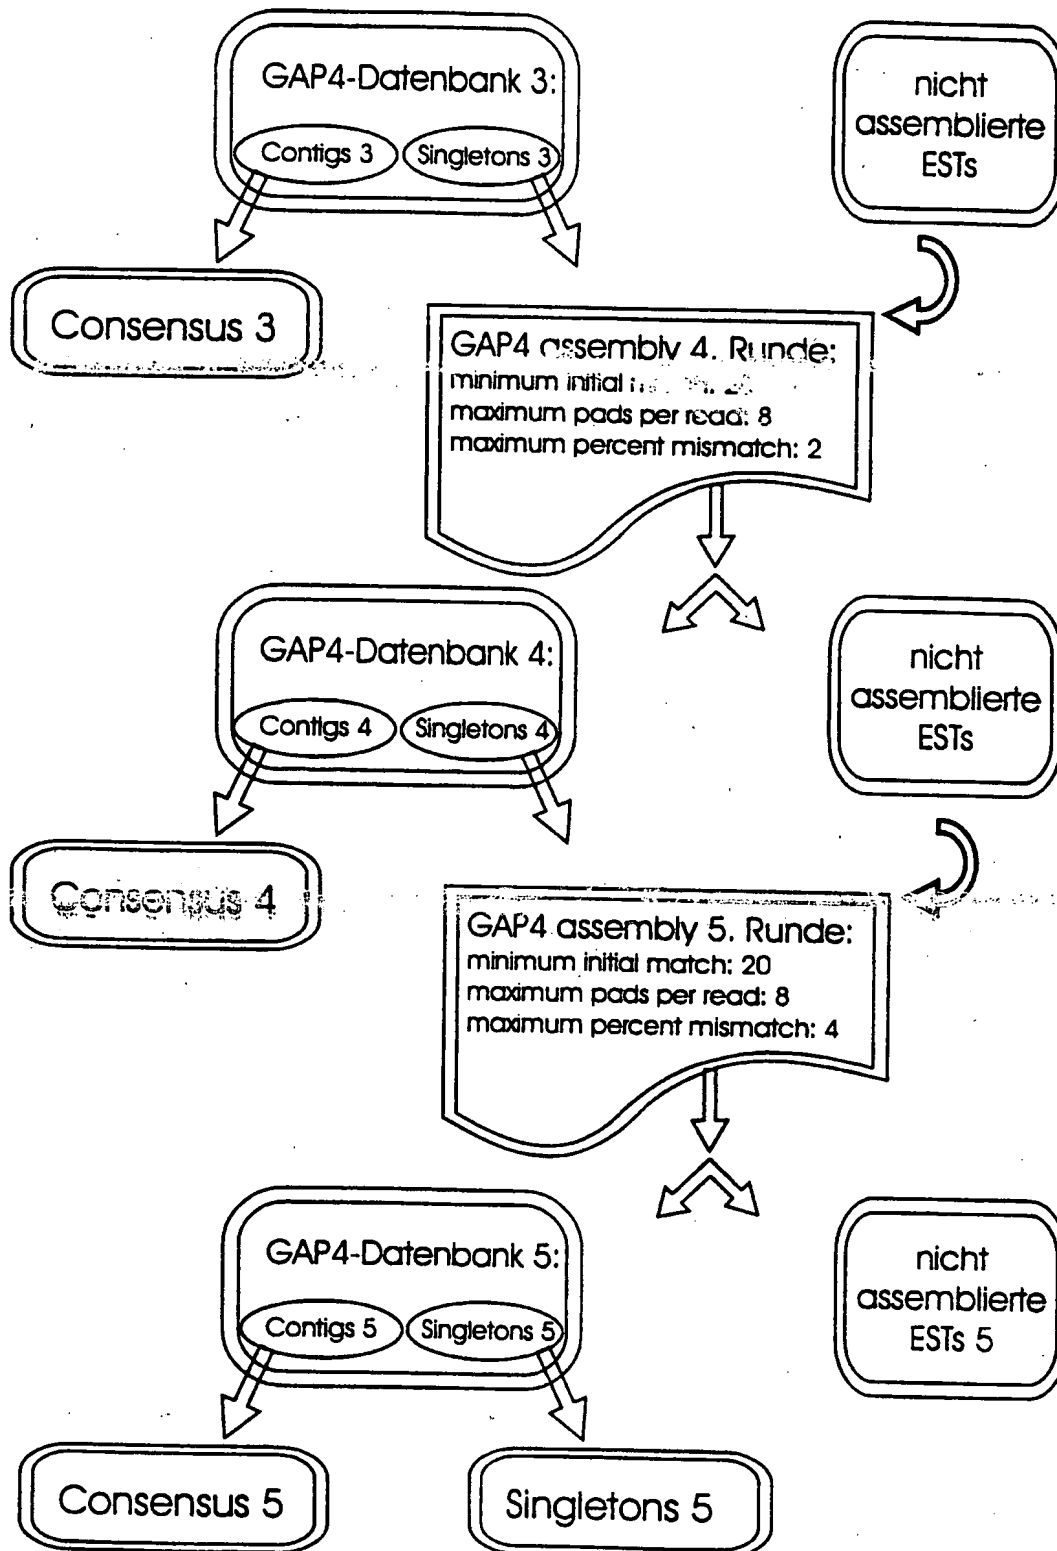 GAP4-Datenbank 3:
Contigs 3
Singletons 3
nicht
assemblierte
ESTs
Consensus 3
GAP4 assembly 4. Runde:
minimum initial
maximum pads per read: 8
maximum percent mismatch: 2
GAP4-Datenbank 4:
Contigs 4
Singletons 4
nicht
assemblierte
ESTs
Consensus 4
GAP4 assembly 5. Runde:
minimum initial match: 20
maximum pads per read: 8
maximum percent mismatch: 4
GAP4-Datenbank 5:
Contigs 5
Singletons 5
nicht
assemblierte
ESTs 5
Consensus 5
Singletons 5